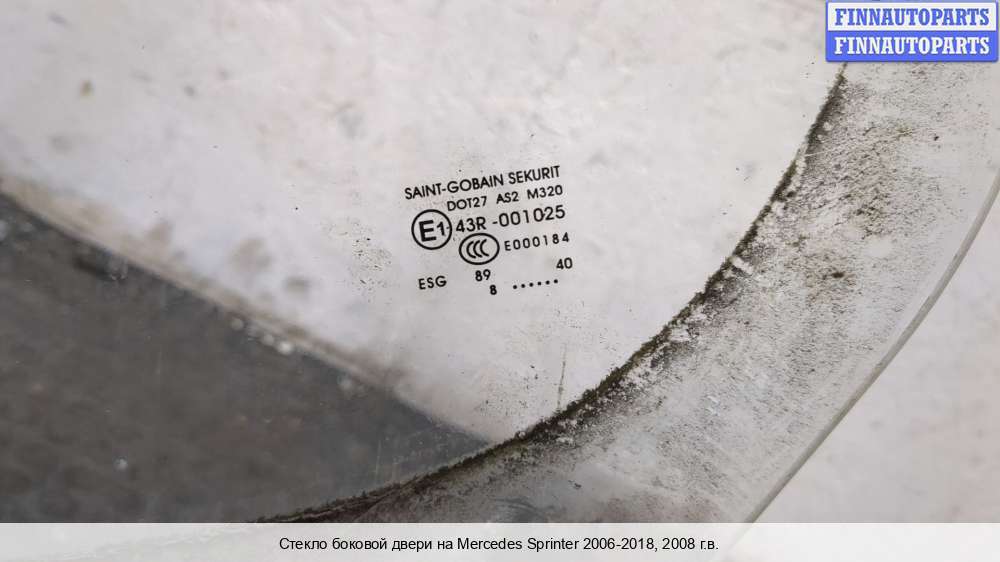 FINNAUTOPARTS
FINNAUTOPARTS
SAINT-GOBAIN SEKURIT
DOT27 AS2 M320
E1 43R -001025
CCC E000184
ESG 89 40
8 ......
Стекло боковой двери на Mercedes Sprinter 2006-2018, 2008 г.в.